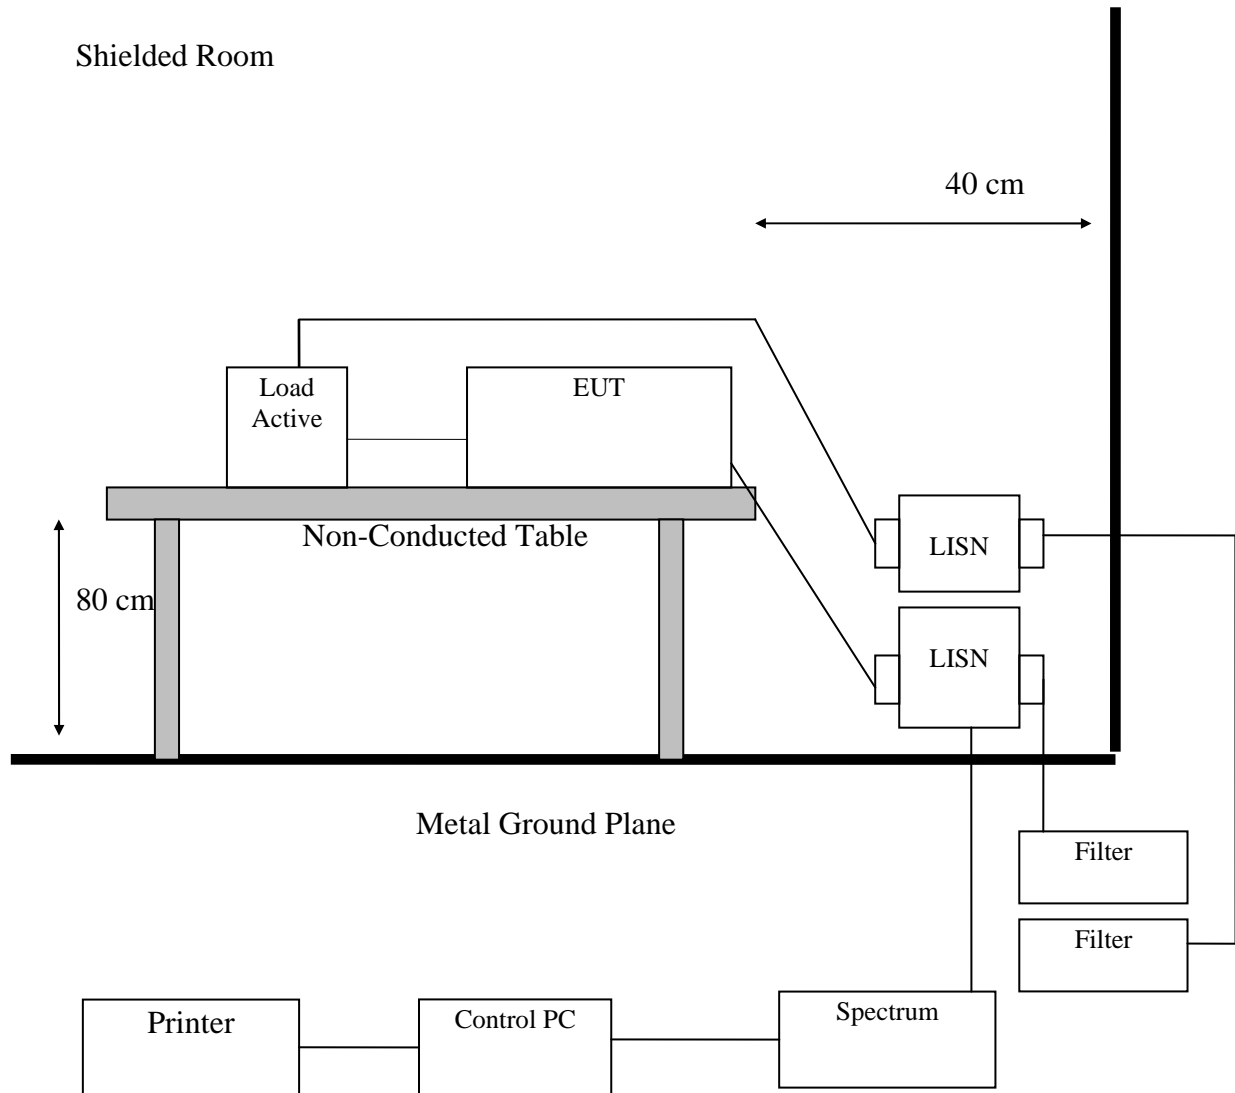 Shielded Room
40 cm
Load
Active
EUT
Non-Conducted Table
LISN
80 cm
LISN
Metal Ground Plane
Filter
Filter
Printer
Control PC
Spectrum